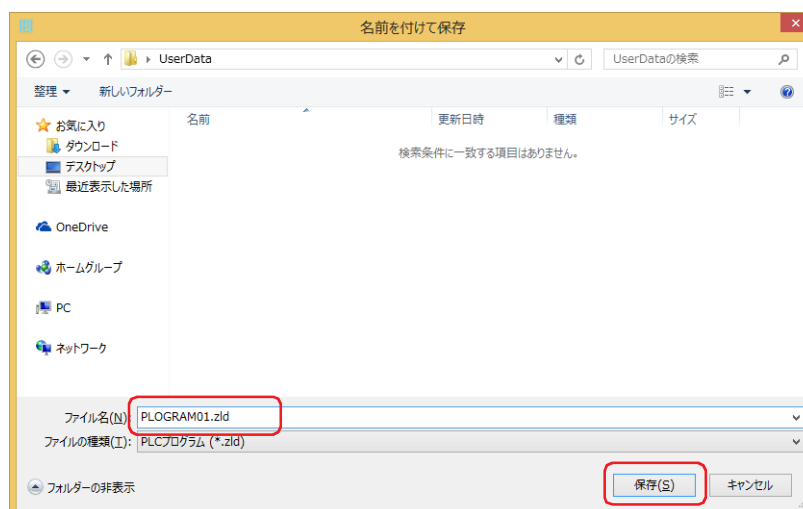 名前を付けて保存
UserData
UserDataの検索
整理 新しいフォルダー
名前 更新日時 種類 サイズ
検索条件に一致する項目はありません。
お気に入り
ダウンロード
デスクトップ
最近表示した場所
OneDrive
ホームグループ
PC
ネットワーク
ファイル名(N): PLOGRAM01.zld
ファイルの種類(T): PLCプログラム (*.zld)
フォルダーの非表示
保存(S) キャンセル